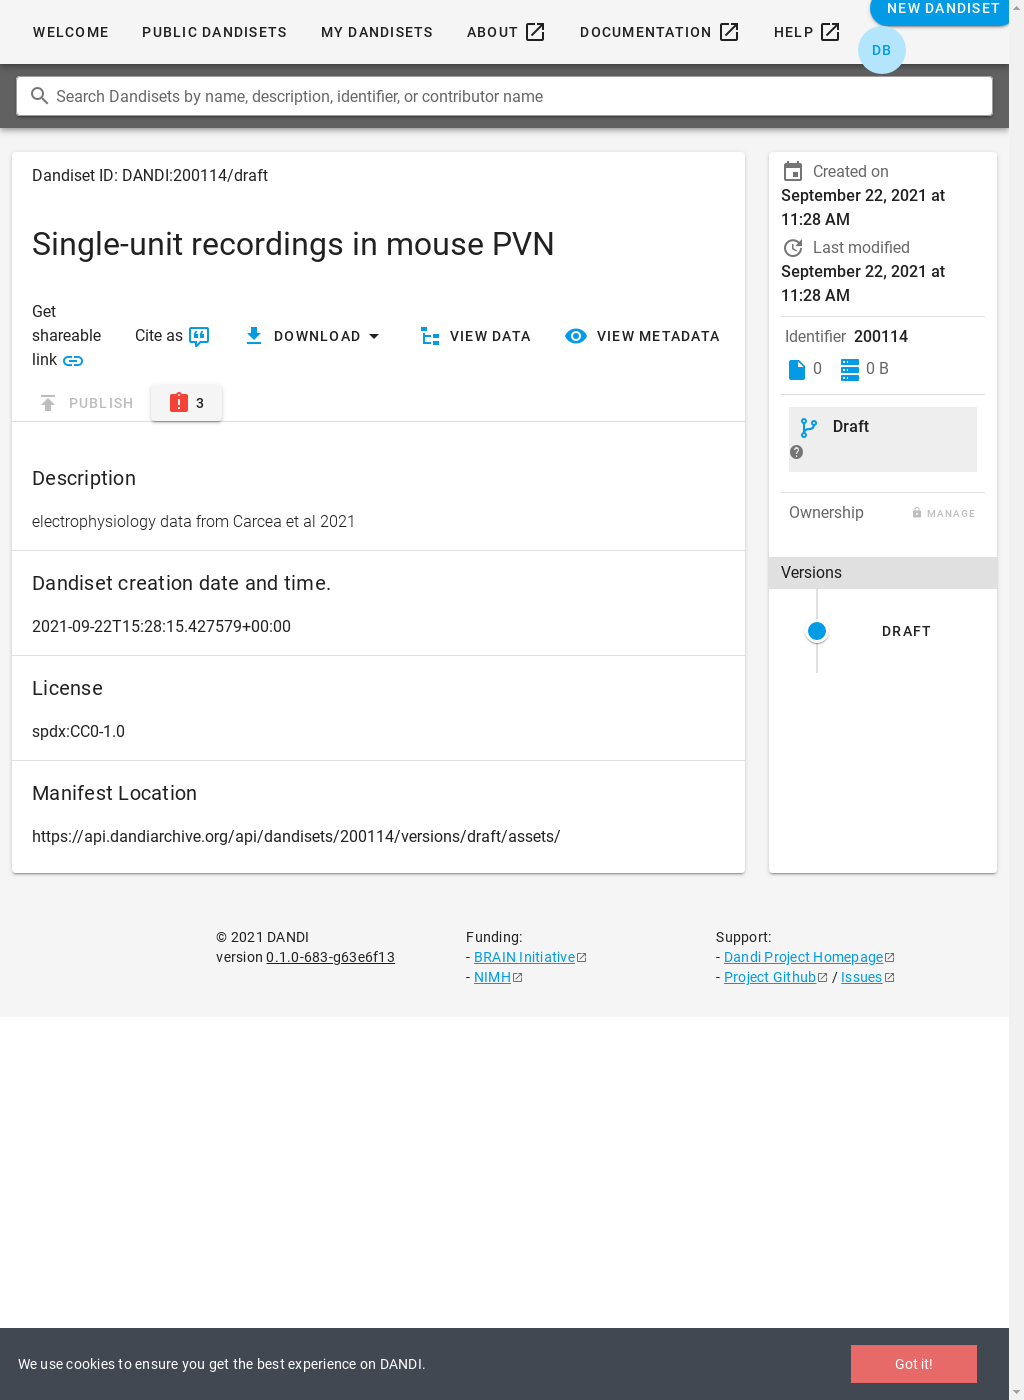 WELCOME PUBLIC DANDISETS MY DANDISETS ABOUT DOCUMENTATION HELP NEW DANDISET
DB
Search Dandisets by name, description, identifier, or contributor name
Dandiset ID: DANDI:200114/draft
Single-unit recordings in mouse PVN
Get
shareable
link
Cite as DOWNLOAD VIEW DATA VIEW METADATA
PUBLISH 3
Description
electrophysiology data from Carcea et al 2021
Dandiset creation date and time.
2021-09-22T15:28:15.427579+00:00
License
spdx:CC0-1.0
Manifest Location
https://api.dandiarchive.org/api/dandisets/200114/versions/draft/assets/
Created on
September 22, 2021 at
11:28 AM
Last modified
September 22, 2021 at
11:28 AM
Identifier 200114
0 0 B
Draft
Ownership MANAGE
Versions
DRAFT
© 2021 DANDI
version 0.1.0-683-g63e6f13
Funding:
- BRAIN Initiative
- NIMH
Support:
- Dandi Project Homepage
- Project Github / Issues
We use cookies to ensure you get the best experience on DANDI.
Got it!